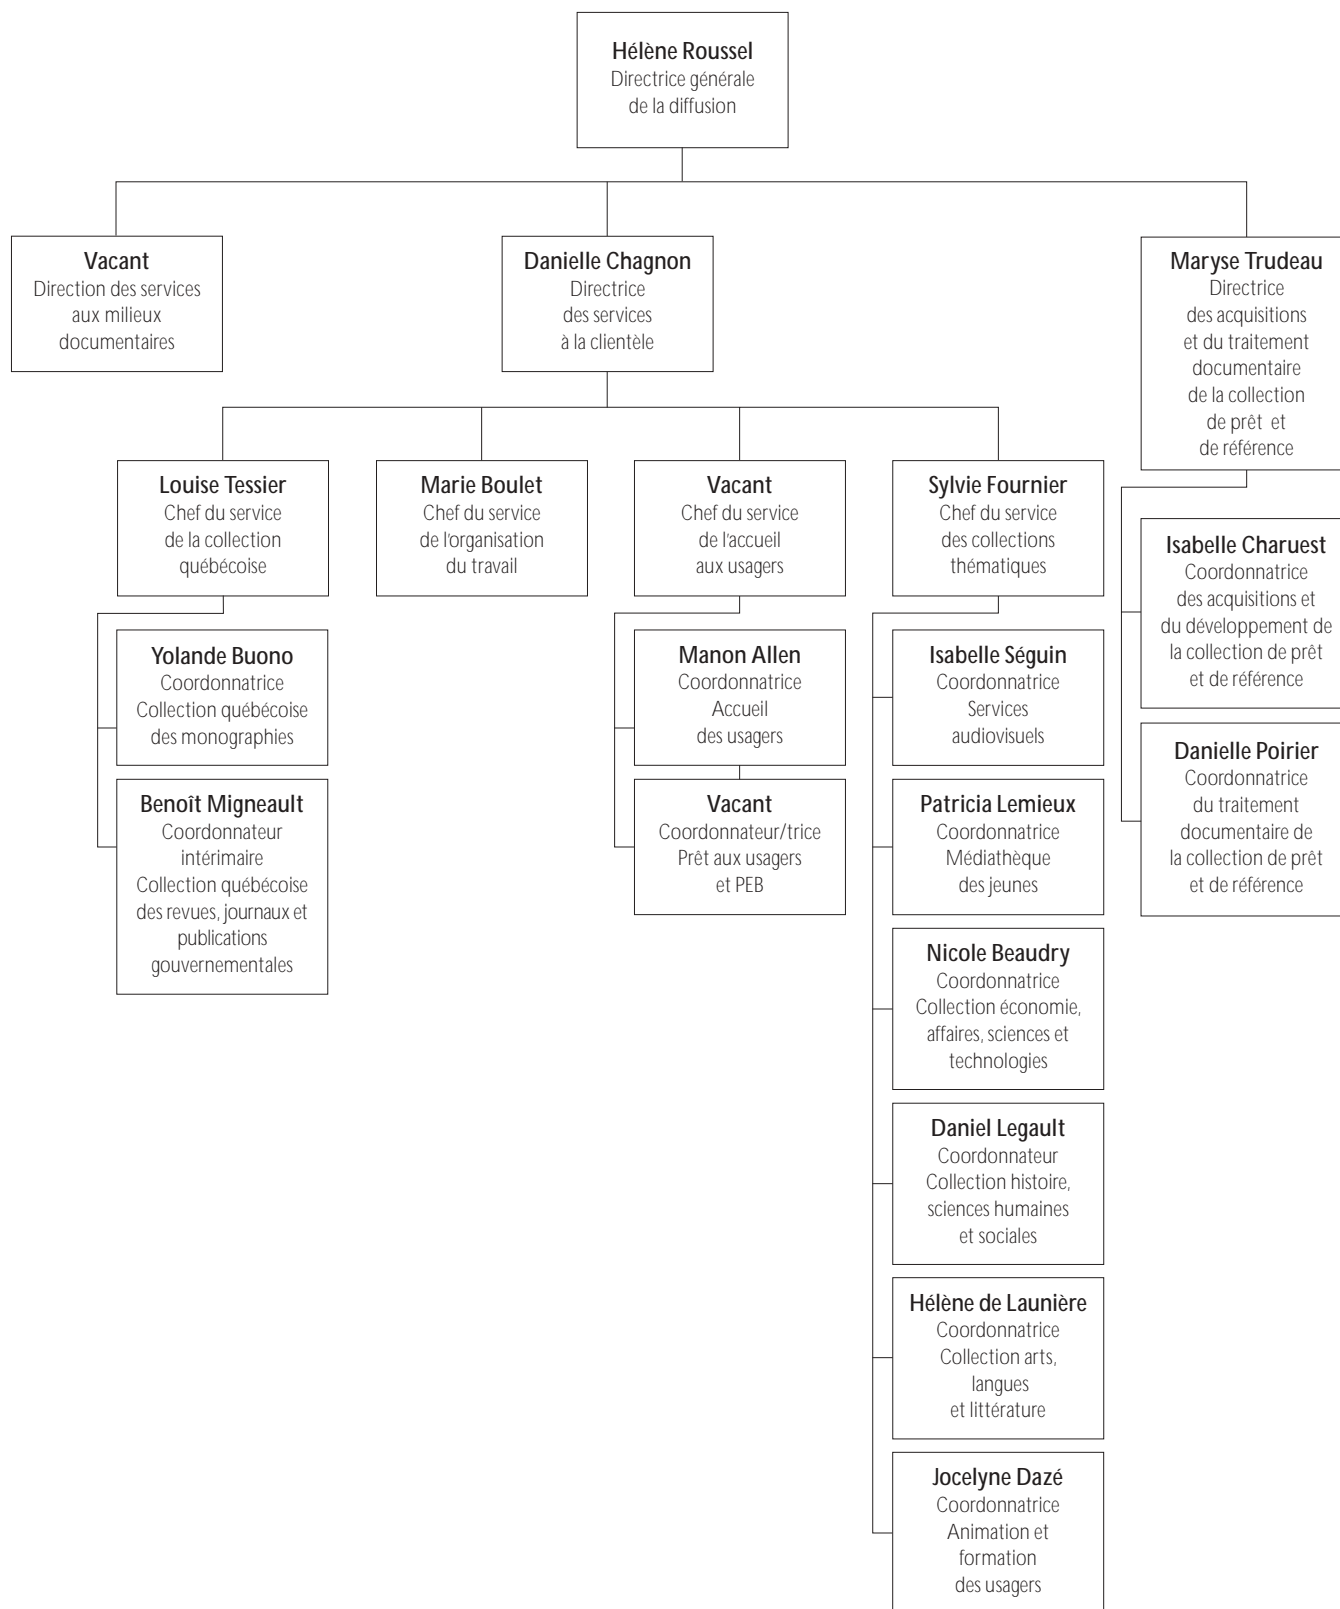 Hélène Roussel
Directrice générale
de la diffusion
Vacant
Direction des services
aux milieux
documentaires
Danielle Chagnon
Directrice
des services
à la clientèle
Maryse Trudeau
Directrice
des acquisitions
et du traitement
documentaire
de la collection
de prêt et
de référence
Louise Tessier
Chef du service
de la collection
québécoise
Marie Boulet
Chef du service
de l'organisation
du travail
Vacant
Chef du service
de l'accueil
aux usagers
Sylvie Fournier
Chef du service
des collections
thématiques
Yolande Buono
Coordonnatrice
Collection québécoise
des monographies
Benoît Migneault
Coordonnateur
intérimaire
Collection québécoise
des revues, journaux et
publications
gouvernementales
Manon Allen
Coordonnatrice
Accueil
des usagers
Vacant
Coordonnateur/trice
Prêt aux usagers
et PEB
Isabelle Séguin
Coordonnatrice
Services
audiovisuels
Patricia Lemieux
Coordonnatrice
Médiathèque
des jeunes
Nicole Beaudry
Coordonnatrice
Collection économie,
affaires, sciences et
technologies
Daniel Legault
Coordonnateur
Collection histoire,
sciences humaines
et sociales
Hélène de Launière
Coordonnatrice
Collection arts,
langues
et littérature
Jocelyne Dazé
Coordonnatrice
Animation et
formation
des usagers
Isabelle Charuest
Coordonnatrice
des acquisitions et
du développement de
la collection de prêt
et de référence
Danielle Poirier
Coordonnatrice
du traitement
documentaire de
la collection de prêt
et de référence